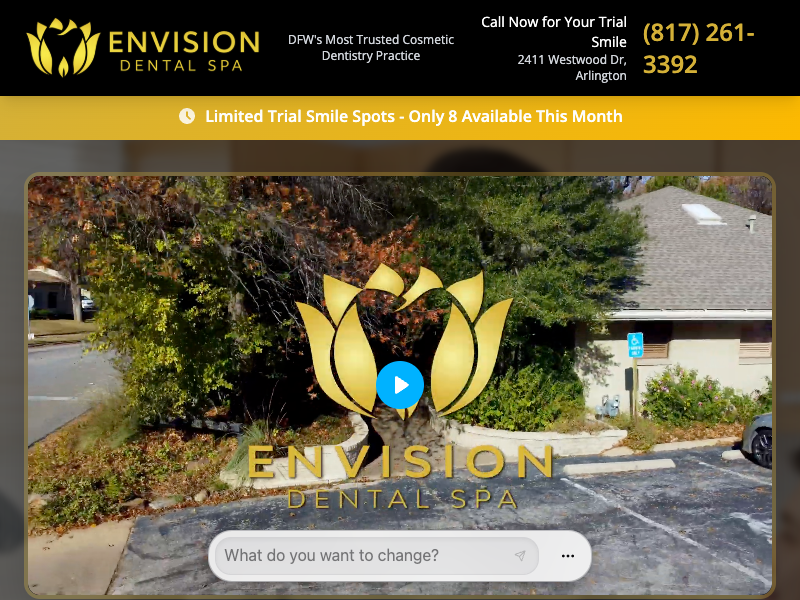 ENVISION
DENTAL SPA
DFW's Most Trusted Cosmetic
Dentistry Practice
Call Now for Your Trial
Smile
2411 Westwood Dr,
Arlington
(817) 261-
3392
Limited Trial Smile Spots - Only 8 Available This Month
ENVISION
DENTAL SPA
What do you want to change?